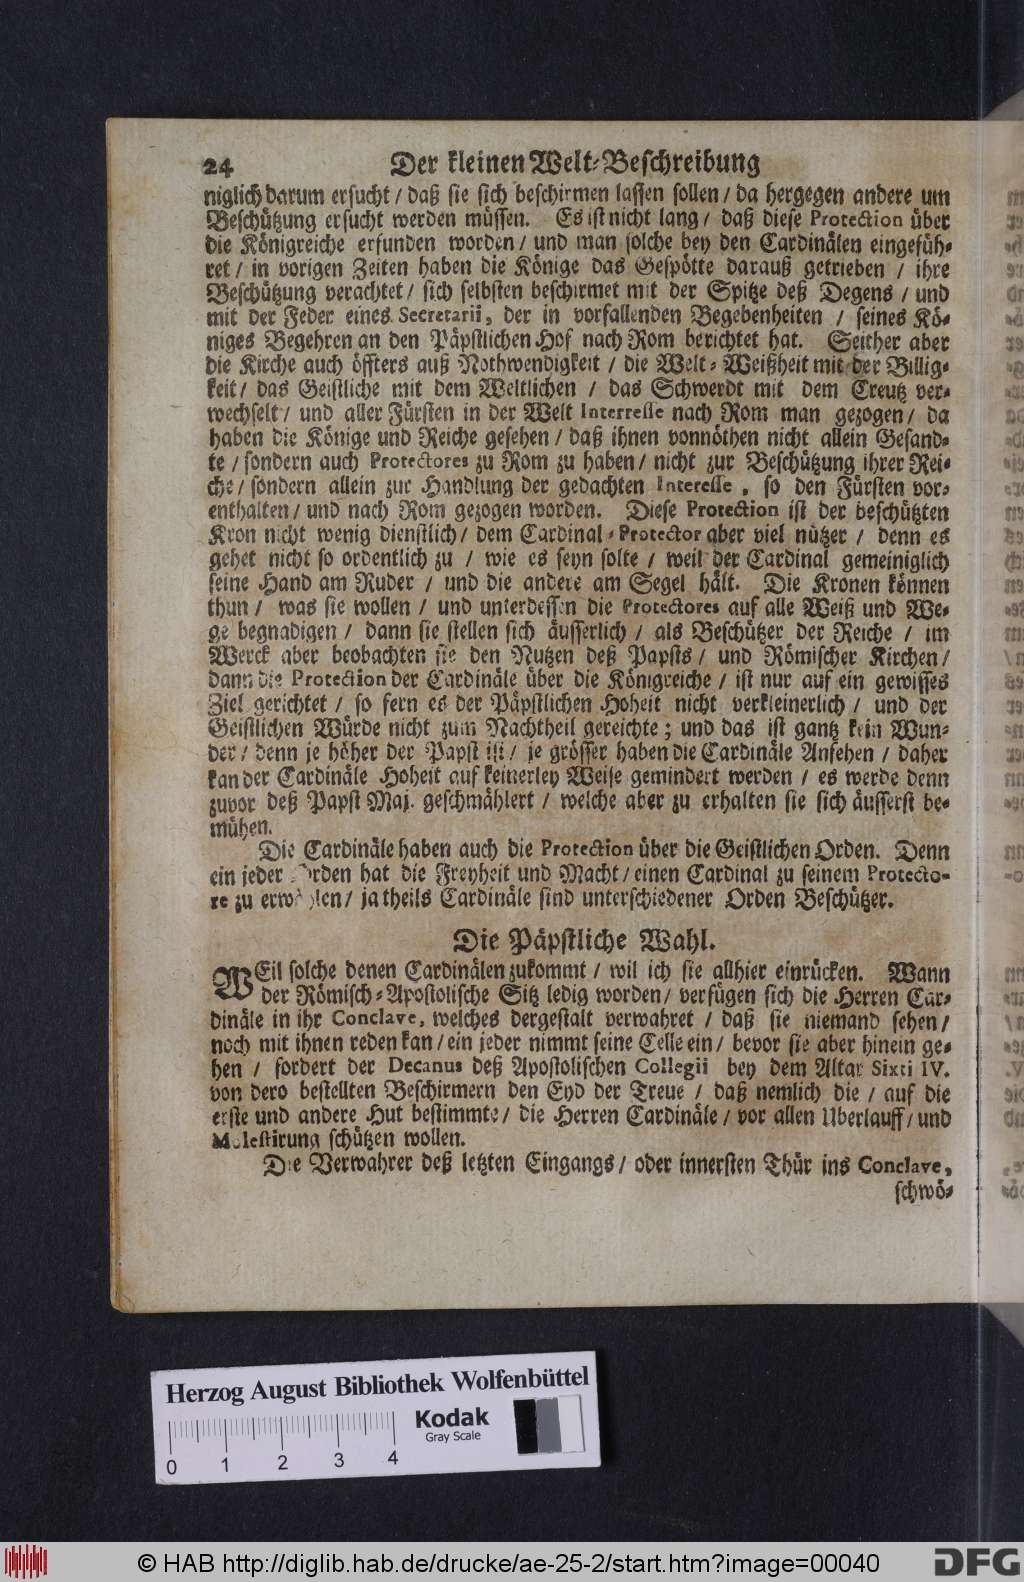 24 Der kleinen Welt-Beschreibung
niglich darum ersucht / daß sie sich beschirmen lassen sollen / da hergegen andere um
Beschützung ersucht werden müssen. Es ist nicht lang / daß diese Protection über
die Königreiche erfunden worden / und man solche bey den Cardinälen eingefüh-
ret / in vorigen Zeiten haben die Könige das Gespötte darauß getrieben / ihre
Beschützung verachtet / sich selbsten beschirmet mit der Spitze deß Degens / und
mit der Feder eines Secretarii, der in vorfallenden Begebenheiten / seines Kö-
niges Begehren an den Päpstlichen Hof nach Rom berichtet hat. Seither aber
die Kirche auch öffters auß Nothwendigkeit / die Welt-Weißheit mit der Billig-
keit / das Geistliche mit dem Weltlichen / das Schwerdt mit dem Creutz ver-
wechselt / und aller Fürsten in der Welt Interresse nach Rom man gezogen / da
haben die Könige und Reiche gesehen / daß ihnen vonnöthen nicht allein Gesand-
te / sondern auch Protectores zu Rom zu haben / nicht zur Beschützung ihrer Rei-
che / sondern allein zur Handlung der gedachten Interesse, so den Fürsten vor-
enthalten / und nach Rom gezogen worden. Diese Protection ist der beschützten
Kron nicht wenig dienstlich / dem Cardinal-Protector aber viel nützer / denn es
gehet nicht so ordentlich zu / wie es seyn solte / weil der Cardinal gemeiniglich
seine Hand am Ruder / und die andere am Segel hält. Die Kronen können
thun / was sie wollen / und unterdessen die Protectores auf alle Weiß und We-
ge begnadigen / dann sie stellen sich äusserlich / als Beschützer der Reiche / im
Werck aber beobachten sie den Nutzen deß Papsts / und Römischer Kirchen /
dann die Protection der Cardinäle über die Königreiche / ist nur auf ein gewisses
Ziel gerichtet / so fern es der Päpstlichen Hoheit nicht verkleinerlich / und der
Geistlichen Würde nicht zum Nachtheil gereichte; und das ist gantz kein Wun-
der / denn je höher der Papst ist / je grösser haben die Cardinäle Ansehen / daher
kan der Cardinäle Hoheit auf keinerley Weise gemindert werden / es werde denn
zuvor deß Papst Maj. geschmählert / welche aber zu erhalten sie sich äusserst be-
mühen.
Die Cardinäle haben auch die Protection über die Geistlichen Orden. Denn
ein jeder Orden hat die Freyheit und Macht / einen Cardinal zu seinem Protecto-
re zu erwählen / ja theils Cardinäle sind unterschiedener Orden Beschützer.
Die Päpstliche Wahl.
WEil solche denen Cardinälen zukommt / wil ich sie allhier einrücken. Wann
der Römisch-Apostolische Sitz ledig worden / verfügen sich die Herren Car-
dinäle in ihr Conclave, welches dergestalt verwahret / daß sie niemand sehen /
noch mit ihnen reden kan / ein jeder nimmt seine Celle ein / bevor sie aber hinein ge-
hen / fordert der Decanus deß Apostolischen Collegii bey dem Altar Sixti IV.
von dero bestellten Beschirmern den Eyd der Treue / daß nemlich die / auf die
erste und andere Hut bestimmte / die Herren Cardinäle / vor allen Uberlauff / und
Molestirung schützen wollen.
Die Verwahrer deß letzten Eingangs / oder innersten Thür ins Conclave,
schwö-
Herzog August Bibliothek Wolfenbüttel
Kodak
Gray Scale
0 1 2 3 4
© HAB http://diglib.hab.de/drucke/ae-25-2/start.htm?image=00040
DFG